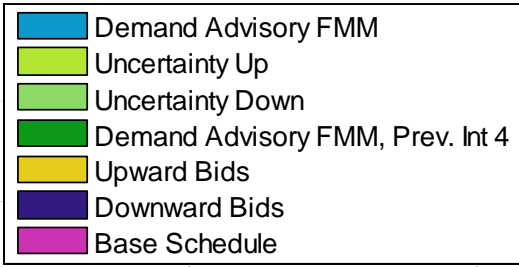 Demand Advisory FMM
Uncertainty Up
Uncertainty Down
Demand Advisory FMM, Prev. Int 4
Upward Bids
Downward Bids
Base Schedule